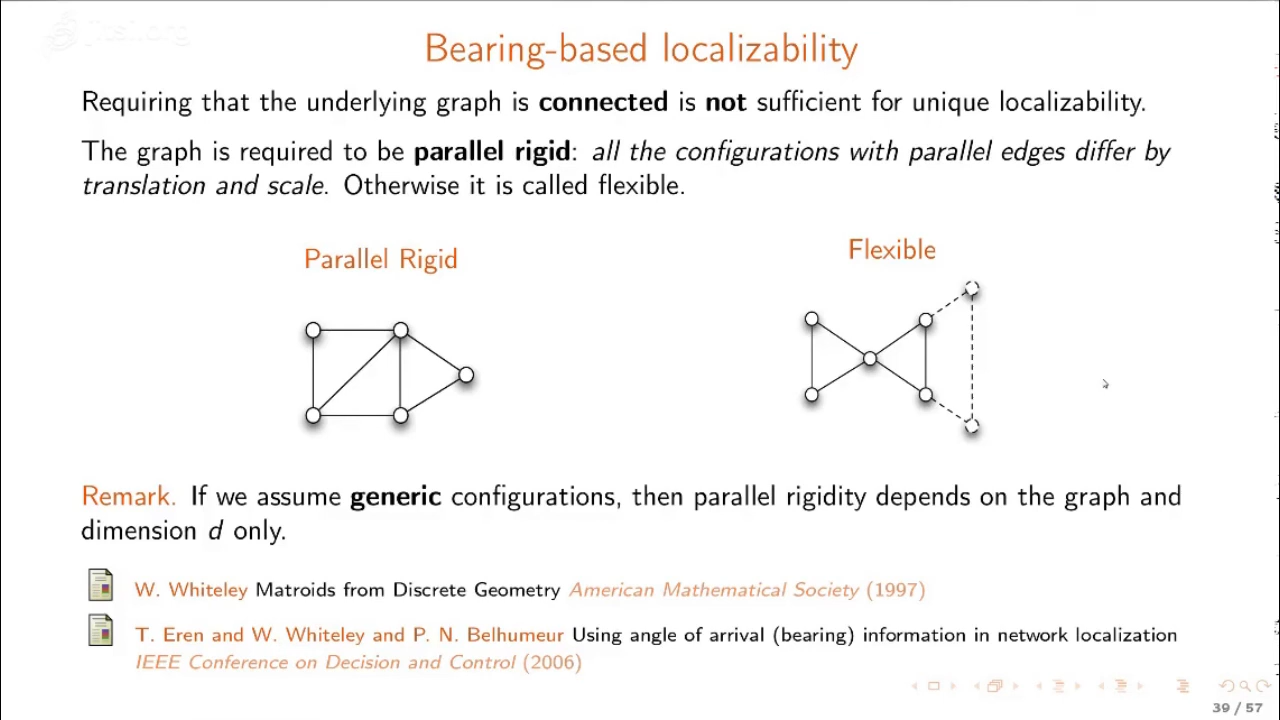 Bearing-based localizability
Requiring that the underlying graph is connected is not sufficient for unique localizability.
The graph is required to be parallel rigid: all the configurations with parallel edges differ by
translation and scale. Otherwise it is called flexible.
Parallel Rigid
Flexible
Remark. If we assume generic configurations, then parallel rigidity depends on the graph and
dimension d only.
W. Whiteley Matroids from Discrete Geometry American Mathematical Society (1997)
T. Eren and W. Whiteley and P. N. Belhumeur Using angle of arrival (bearing) information in network localization
IEEE Conference on Decision and Control (2006)
39 / 57